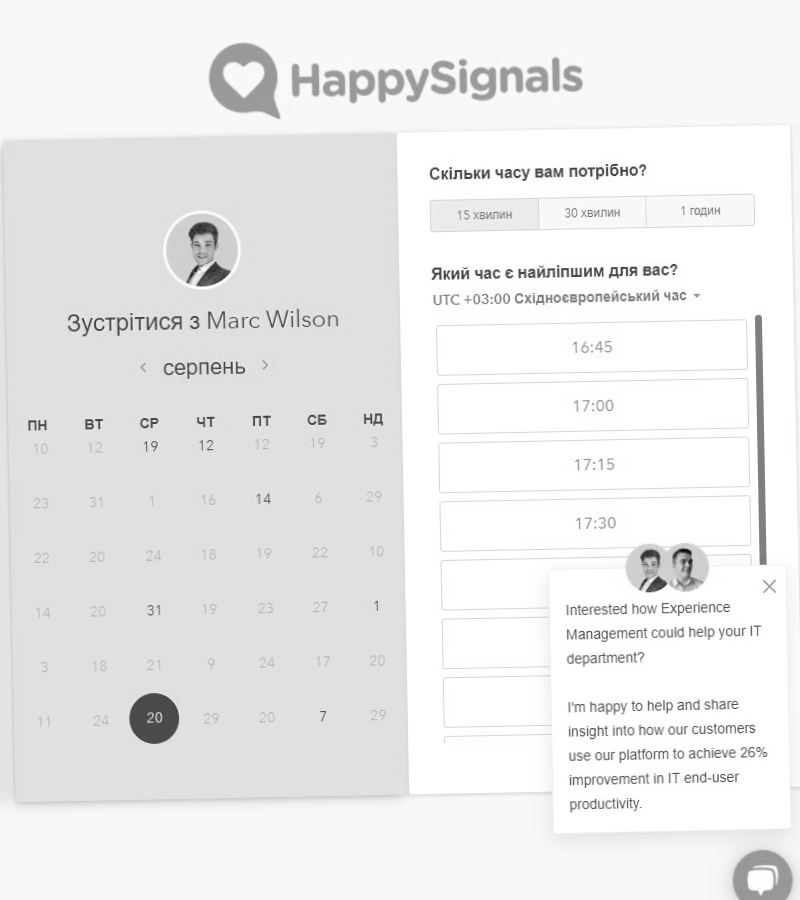 HappySignals
Зустрітися з Marc Wilson
серпень
ПН ВТ СР ЧТ ПТ СБ НД
10 12 19 12 12 19 3
23 31 1 16 14 6 29
22 20 24 18 19 22 10
14 20 31 19 23 27 1
3 18 21 9 24 17 20
11 24 20 29 20 7 29
Скільки часу вам потрібно?
15 хвилин 30 хвилин 1 годин
Який час є найліпшим для вас?
UTC +03:00 Східноєвропейський час
16:45
17:00
17:15
17:30
Interested how Experience
Management could help your IT
department?
I'm happy to help and share
insight into how our customers
use our platform to achieve 26%
improvement in IT end-user
productivity.